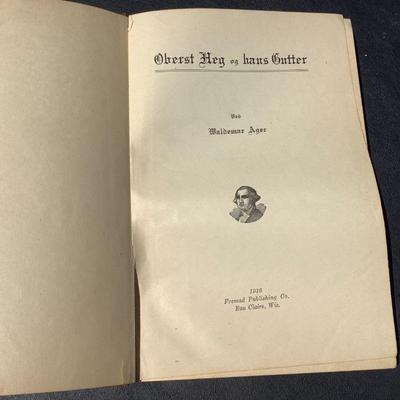 Oberst Heg og hans Gutter
Ved
Waldemar Ager
1916
Fremad Publishing Co.
Eau Claire, Wis.